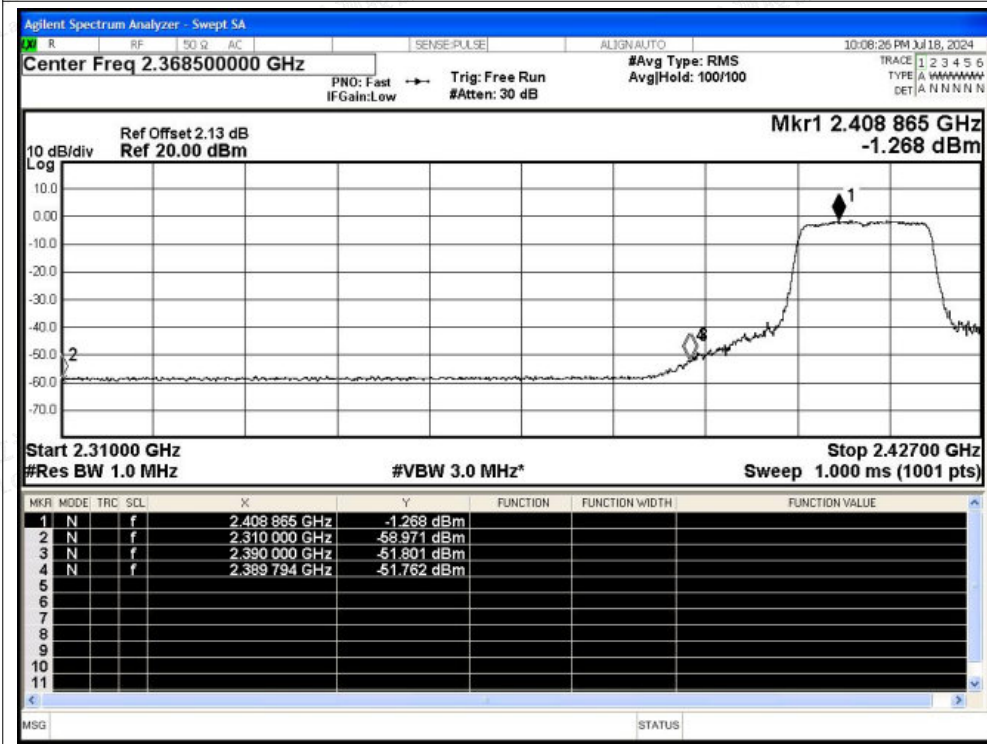 Agilent Spectrum Analyzer - Swept SA
LXI R RF 50 Ω AC SENSE:PULSE ALIGNAUTO 10:08:26 PM Jul 18, 2024
Center Freq 2.368500000 GHz
PNO: Fast
IFGain:Low
Trig: Free Run
#Atten: 30 dB
#Avg Type: RMS
Avg|Hold: 100/100
TRACE 1 2 3 4 5 6
TYPE A WWWWW
DET A N N N N N
Ref Offset 2.13 dB
10 dB/div Ref 20.00 dBm
Log
Mkr1 2.408 865 GHz
-1.268 dBm
10.0
0.00
-10.0
-20.0
-30.0
-40.0
-50.0
-60.0
-70.0
1
2
4
Start 2.31000 GHz Stop 2.42700 GHz
#Res BW 1.0 MHz #VBW 3.0 MHz* Sweep 1.000 ms (1001 pts)
MKR MODE TRC SCL X Y FUNCTION FUNCTION WIDTH FUNCTION VALUE
1 N f 2.408 865 GHz -1.268 dBm
2 N f 2.310 000 GHz -58.971 dBm
3 N f 2.390 000 GHz -51.801 dBm
4 N f 2.389 794 GHz -51.762 dBm
5
6
7
8
9
10
11
MSG STATUS